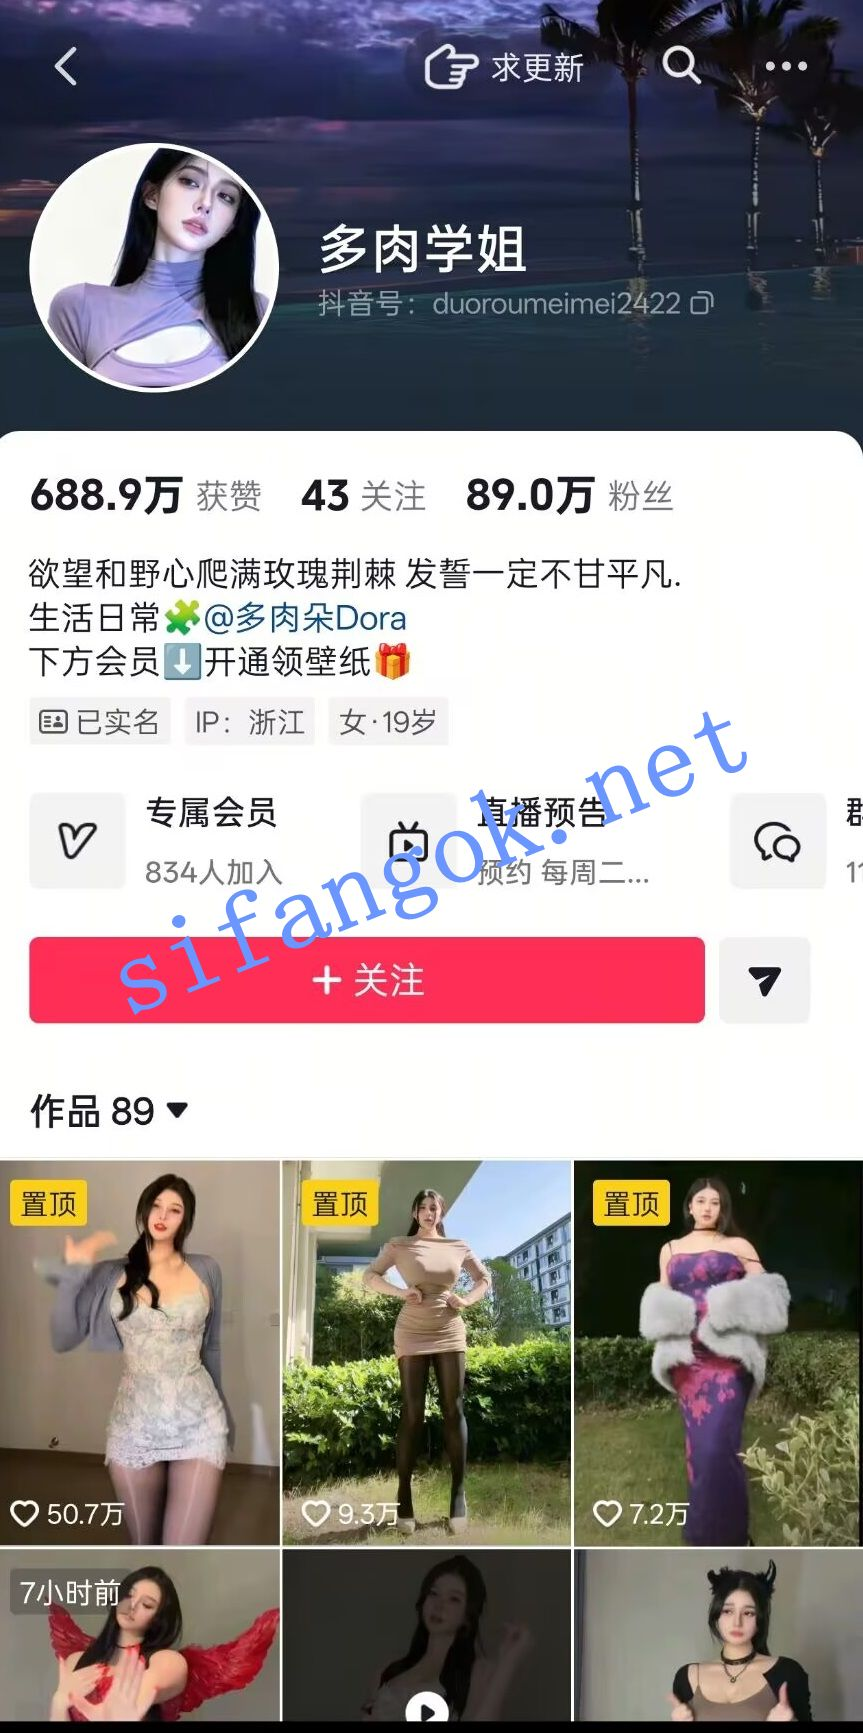 求更新
多肉学姐
抖音号：duoroumeimei2422
688.9万 获赞 43 关注 89.0万 粉丝
欲望和野心爬满玫瑰荆棘 发誓一定不甘平凡.
生活日常🧩@多肉朵Dora
下方会员⬇️开通领壁纸🎁
已实名 IP：浙江 女·19岁
专属会员 直播预告
834人加入 预约 每周二...
sifangok.net
+ 关注
作品 89
置顶 置顶 置顶
50.7万 9.3万 7.2万
7小时前